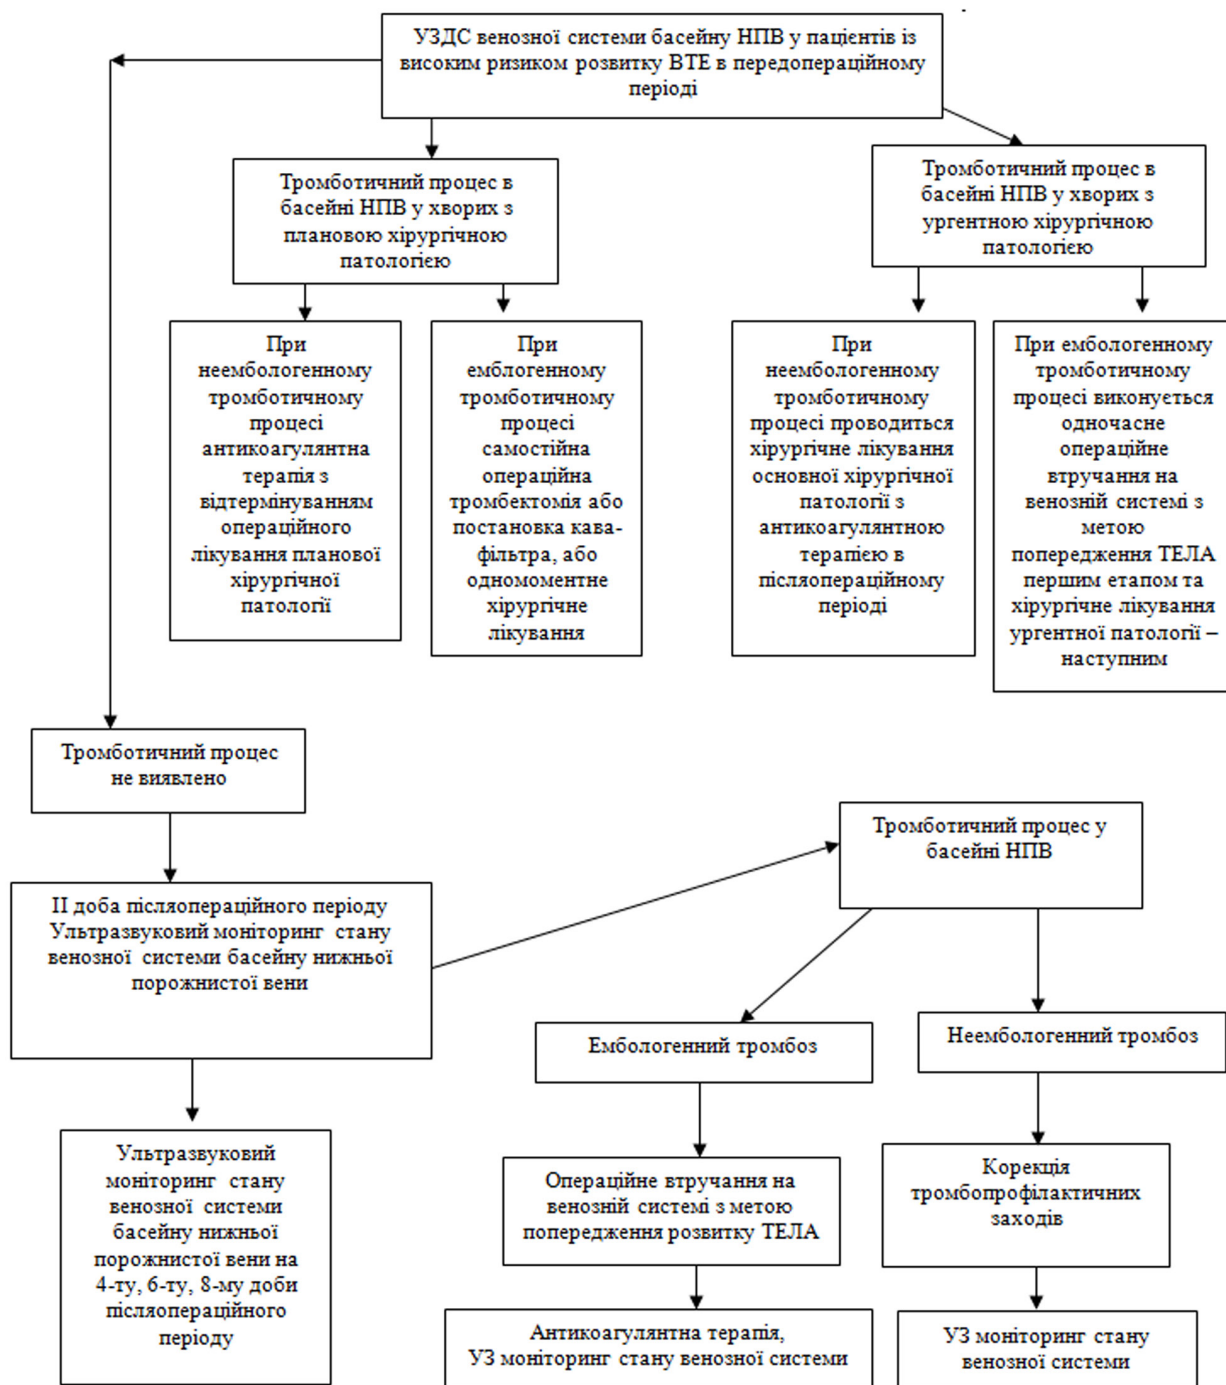 УЗДС венозної системи басейну НПВ у пацієнтів із
високим ризиком розвитку ВТЕ в передопераційному
періоді
Тромботичний процес в
басейні НПВ у хворих з
плановою хірургічною
патологією
Тромботичний процес в
басейні НПВ у хворих з
ургентною хірургічною
патологією
При
неембологенному
тромботичному
процесі
антикоагулянтна
терапія з
відтермінуванням
операційного
лікування планової
хірургічної
патології
При
емблогенному
тромботичному
процесі
самостійна
операційна
тромбектомія або
постановка кава-
фільтра, або
одномоментне
хірургічне
лікування
При
неембологенному
тромботичному
процесі проводиться
хірургічне лікування
основної хірургічної
патології з
антикоагулянтною
терапією в
післяопераційному
періоді
При ембологенному
тромботичному
процесі виконується
одночасне
операційне
втручання на
венозній системі з
метою
попередження ТЕЛА
першим етапом та
хірургічне лікування
ургентної патології –
наступним
Тромботичний процес
не виявлено
ІІ доба післяопераційного періоду
Ультразвуковий моніторинг стану
венозної системи басейну нижньої
порожнистої вени
Тромботичний процес у
басейні НПВ
Ультразвуковий
моніторинг стану
венозної системи
басейну нижньої
порожнистої вени на
4-ту, 6-ту, 8-му доби
післяопераційного
періоду
Ембологенний тромбоз
Неембологенний тромбоз
Операційне втручання на
венозній системі з метою
попередження розвитку ТЕЛА
Корекція
тромбопрофілактичних
заходів
Антикоагулянтна терапія,
УЗ моніторинг стану венозної системи
УЗ моніторинг стану
венозної системи